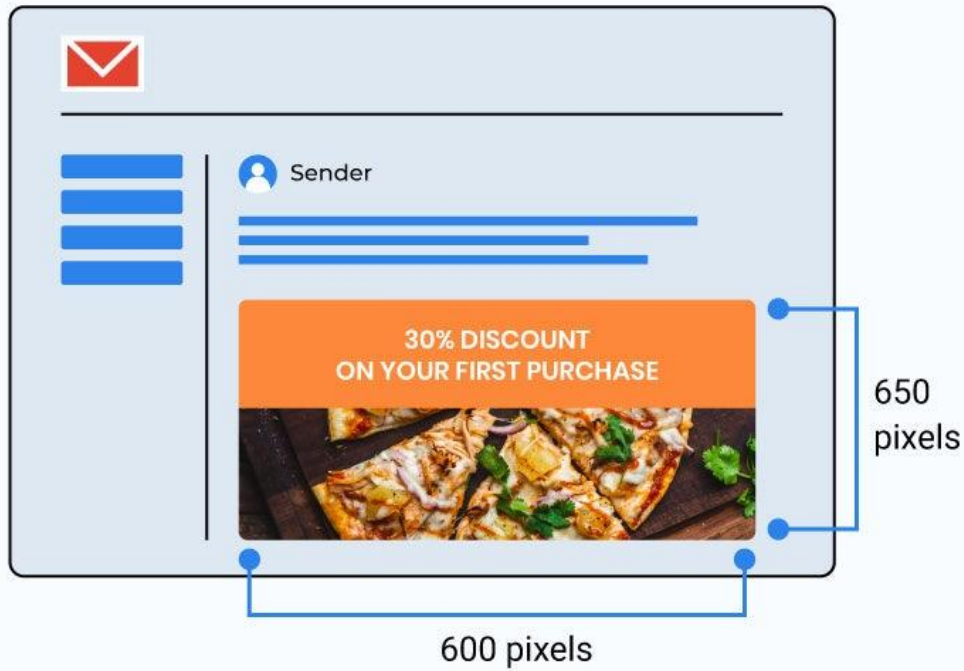 Sender
30% DISCOUNT
ON YOUR FIRST PURCHASE
650
pixels
600 pixels